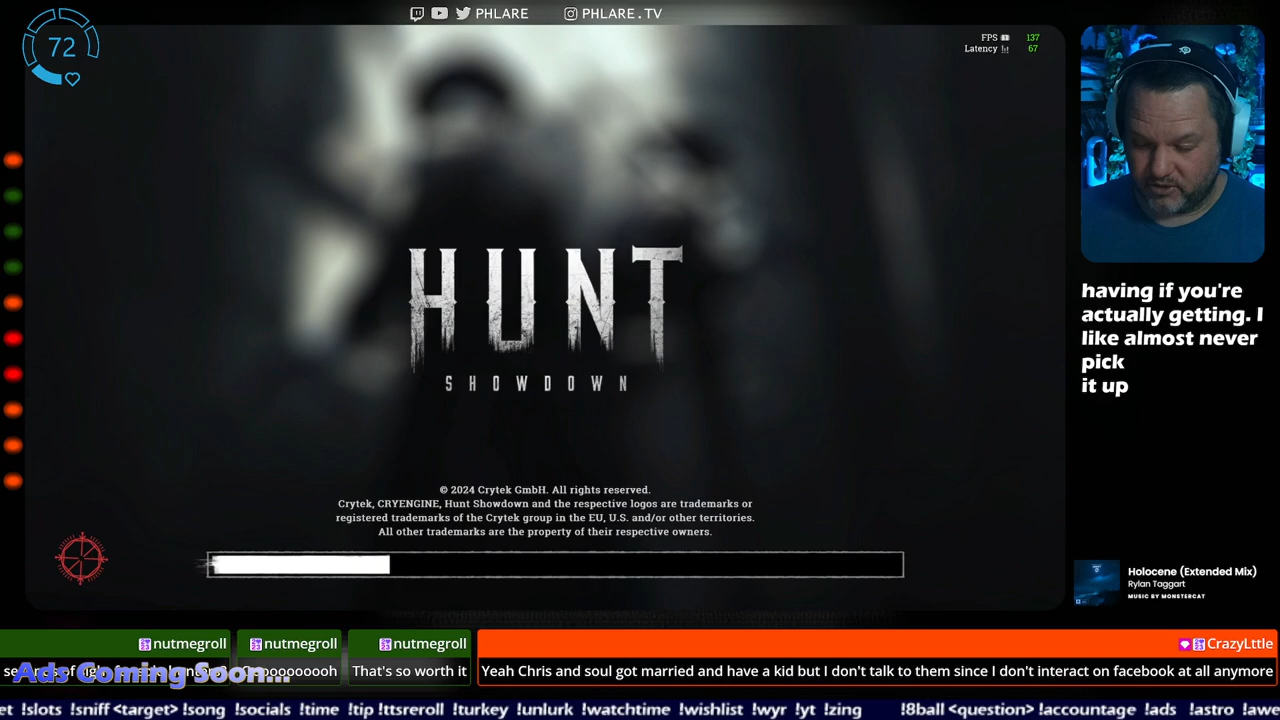 PHLARE PHLARE.TV
72
FPS 137
Latency 67
HUNT
SHOWDOWN
having if you're
actually getting. I
like almost never
pick
it up
© 2024 Crytek GmbH. All rights reserved.
Crytek, CRYENGINE, Hunt Showdown and the respective logos are trademarks or
registered trademarks of the Crytek group in the EU, U.S. and/or other territories.
All other trademarks are the property of their respective owners.
Holocene (Extended Mix)
Rylan Taggart
MUSIC BY MONSTERCAT
nutmegroll nutmegroll nutmegroll CrazyLttle
Ads Coming Soon...
That's so worth it
Yeah Chris and soul got married and have a kid but I don't talk to them since I don't interact on facebook at all anymore
!slots !sniff <target> !song !socials !time !tip !ttsreroll !turkey !unlurk !watchtime !wishlist !wyr !yt !zing !8ball <question> !accountage !ads !astro